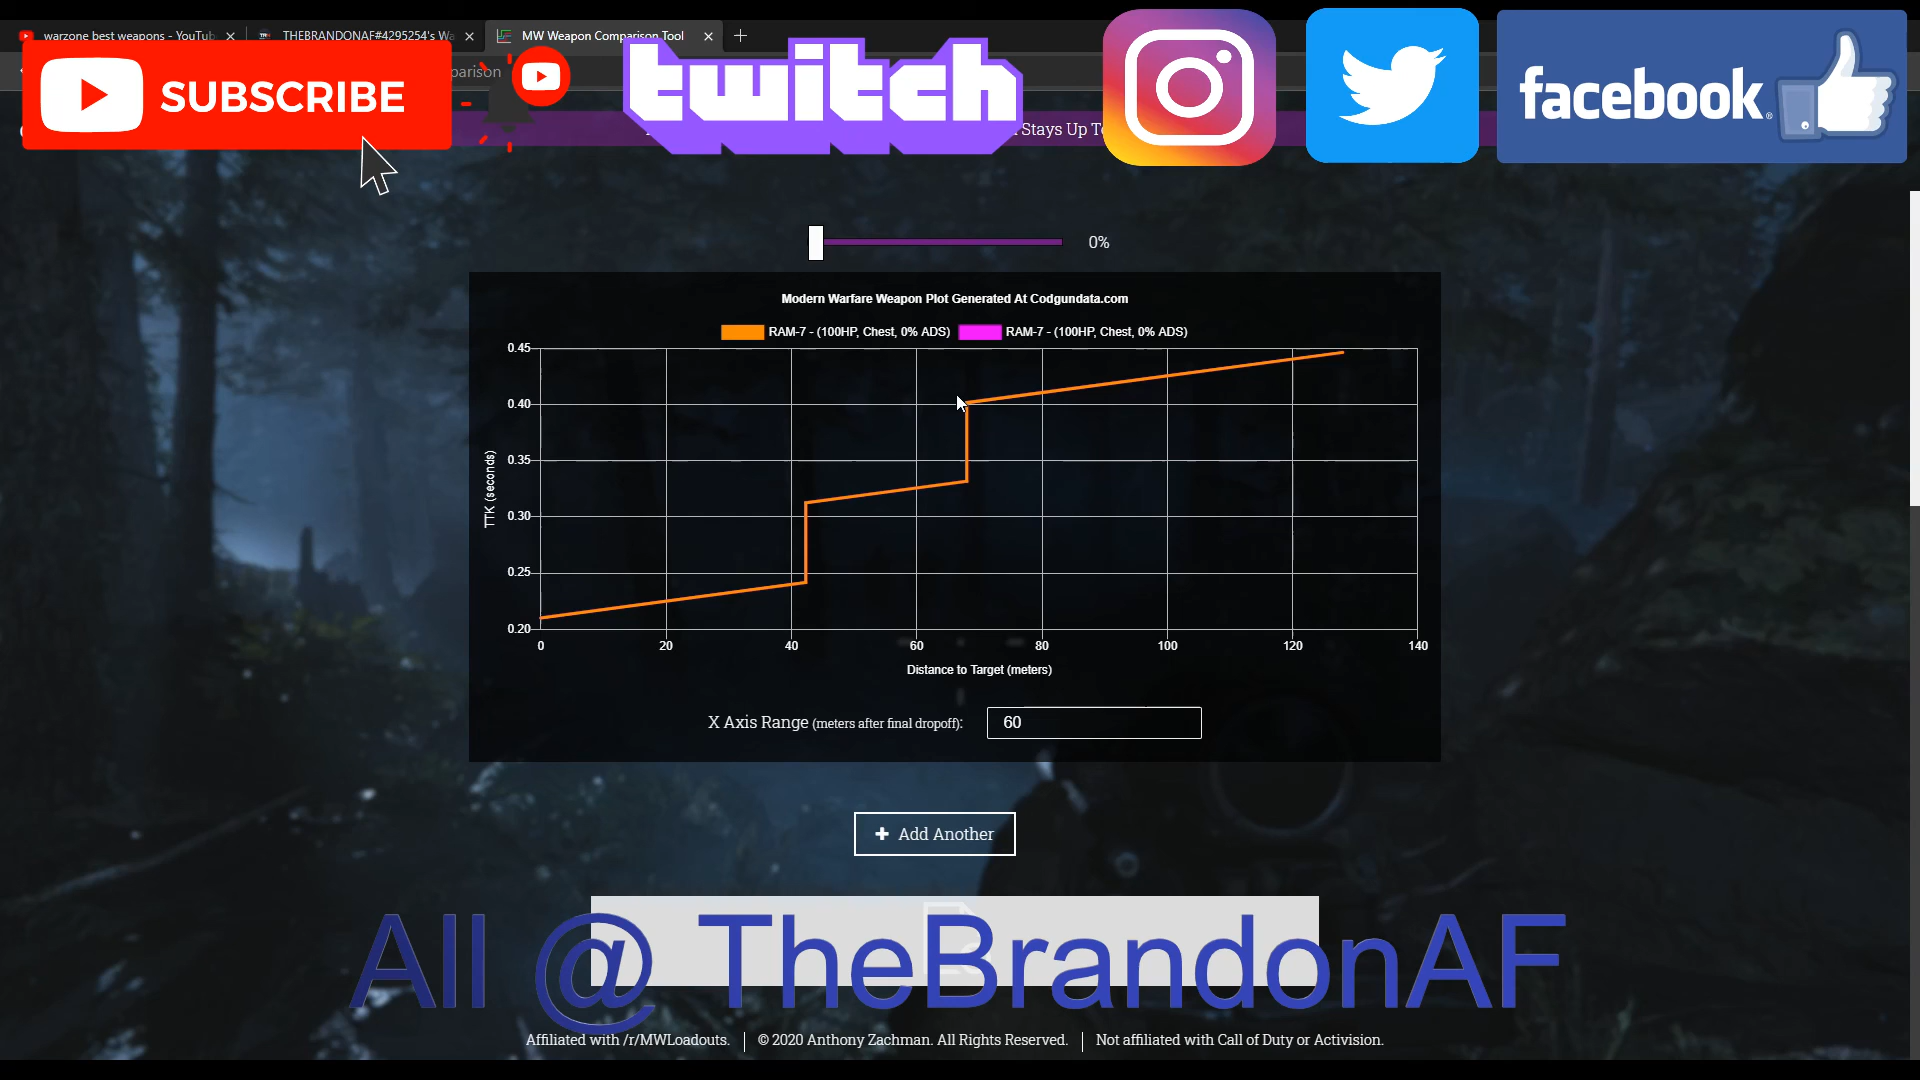 warzone best weapons - YouTub
THEBRANDONAF#4295254's Wa
MW Weapon Comparison Tool
parison
SUBSCRIBE
twitch
facebook
Stays Up To
0%
Modern Warfare Weapon Plot Generated At Codgundata.com
RAM-7 - (100HP, Chest, 0% ADS)
RAM-7 - (100HP, Chest, 0% ADS)
0.45
0.40
0.35
0.30
0.25
0.20
TTK (seconds)
0 20 40 60 80 100 120 140
Distance to Target (meters)
X Axis Range (meters after final dropoff): 60
+ Add Another
All @ TheBrandonAF
Affiliated with /r/MWLoadouts. | © 2020 Anthony Zachman. All Rights Reserved. | Not affiliated with Call of Duty or Activision.